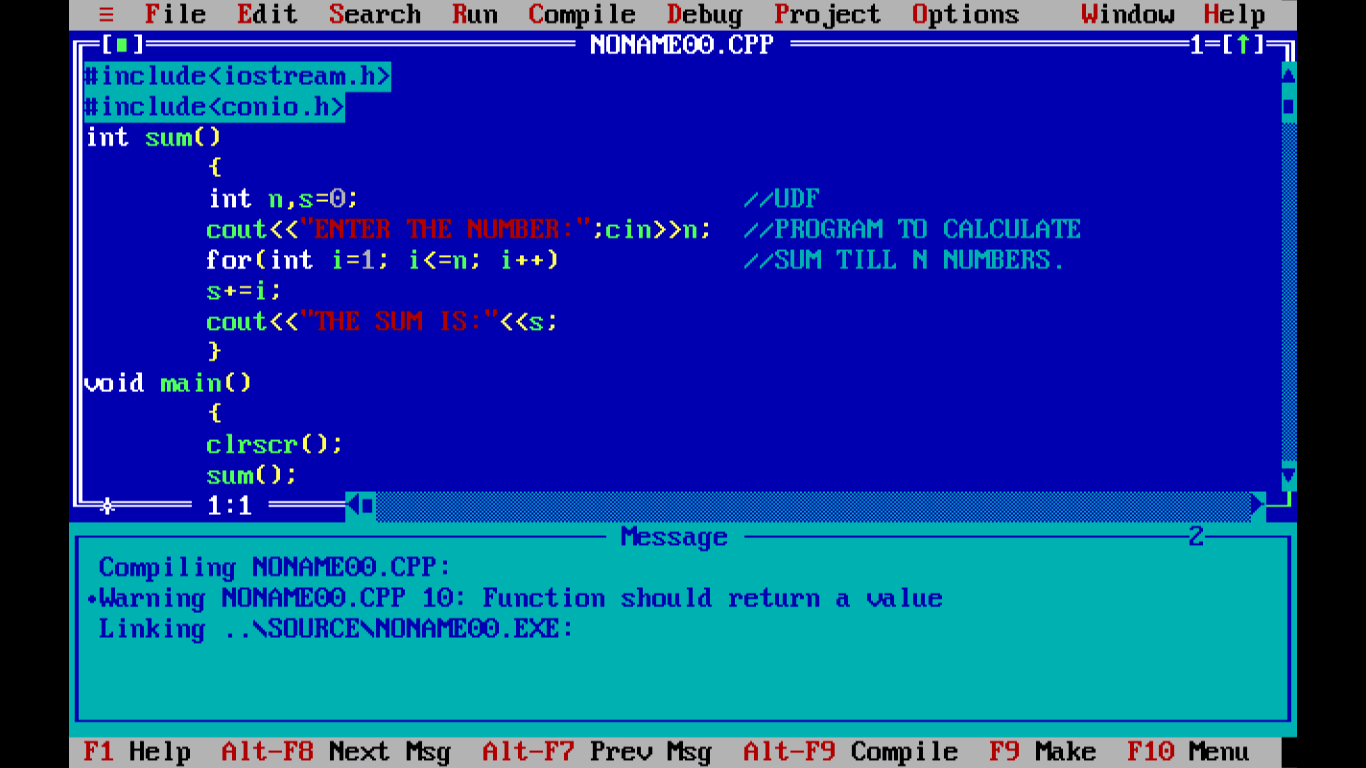 ≡ File Edit Search Run Compile Debug Project Options Window Help
[■] NONAME00.CPP 1=[↑]
#include<iostream.h>
#include<conio.h>
int sum()
{
int n,s=0; //UDF
cout<<"ENTER THE NUMBER:";cin>>n; //PROGRAM TO CALCULATE
for(int i=1; i<=n; i++) //SUM TILL N NUMBERS.
s+=i;
cout<<"THE SUM IS:"<<s;
}
void main()
{
clrscr();
sum();
1:1
Message 2
Compiling NONAME00.CPP:
•Warning NONAME00.CPP 10: Function should return a value
Linking ..\SOURCE\NONAME00.EXE:
F1 Help Alt-F8 Next Msg Alt-F7 Prev Msg Alt-F9 Compile F9 Make F10 Menu